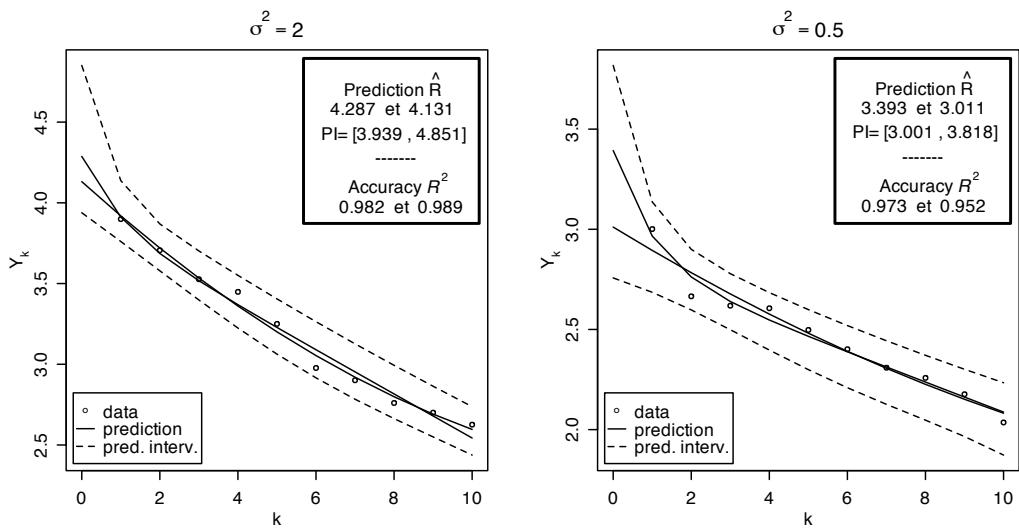 σ² = 2
Prediction R̂
4.287 et 4.131
PI= [3.939 , 4.851]
-------
Accuracy R²
0.982 et 0.989
4.5
4.0
3.5
3.0
2.5
Y_k
data
prediction
pred. interv.
0 2 4 6 8 10
k
σ² = 0.5
Prediction R̂
3.393 et 3.011
PI= [3.001 , 3.818]
-------
Accuracy R²
0.973 et 0.952
3.5
3.0
2.5
2.0
Y_k
data
prediction
pred. interv.
0 2 4 6 8 10
k